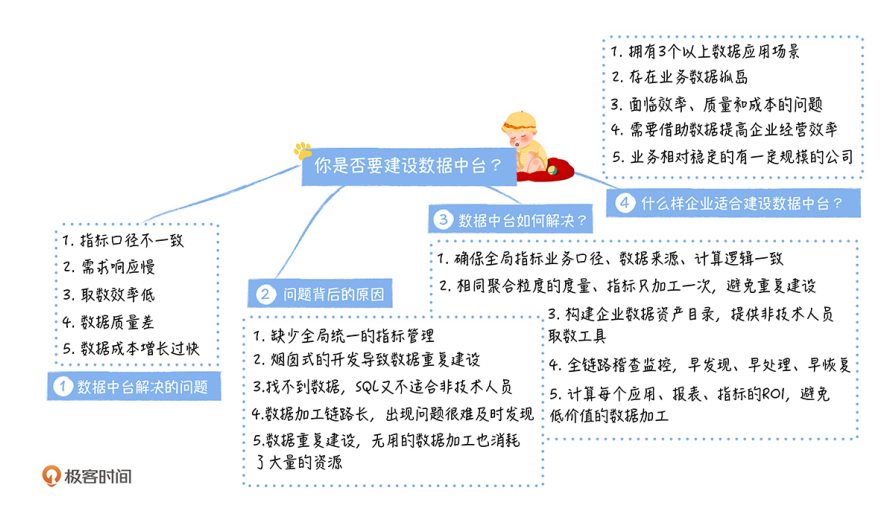 你是否要建设数据中台？
1. 指标口径不一致
2. 需求响应慢
3. 取数效率低
4. 数据质量差
5. 数据成本增长过快
1 数据中台解决的问题
2 问题背后的原因
1. 缺少全局统一的指标管理
2. 烟囱式的开发导致数据重复建设
3.找不到数据，SQL又不适合非技术人员
4.数据加工链路长，出现问题很难及时发现
5.数据重复建设，无用的数据加工也消耗
了大量的资源
3 数据中台如何解决？
1. 确保全局指标业务口径、数据来源、计算逻辑一致
2. 相同聚合粒度的度量、指标只加工一次，避免重复建设
3. 构建企业数据资产目录，提供非技术人员
取数工具
4. 全链路稽查监控，早发现、早处理、早恢复
5. 计算每个应用、报表、指标的ROI，避免
低价值的数据加工
1. 拥有3个以上数据应用场景
2. 存在业务数据孤岛
3. 面临效率、质量和成本的问题
4. 需要借助数据提高企业经营效率
5. 业务相对稳定的有一定规模的公司
4 什么样企业适合建设数据中台？
极客时间